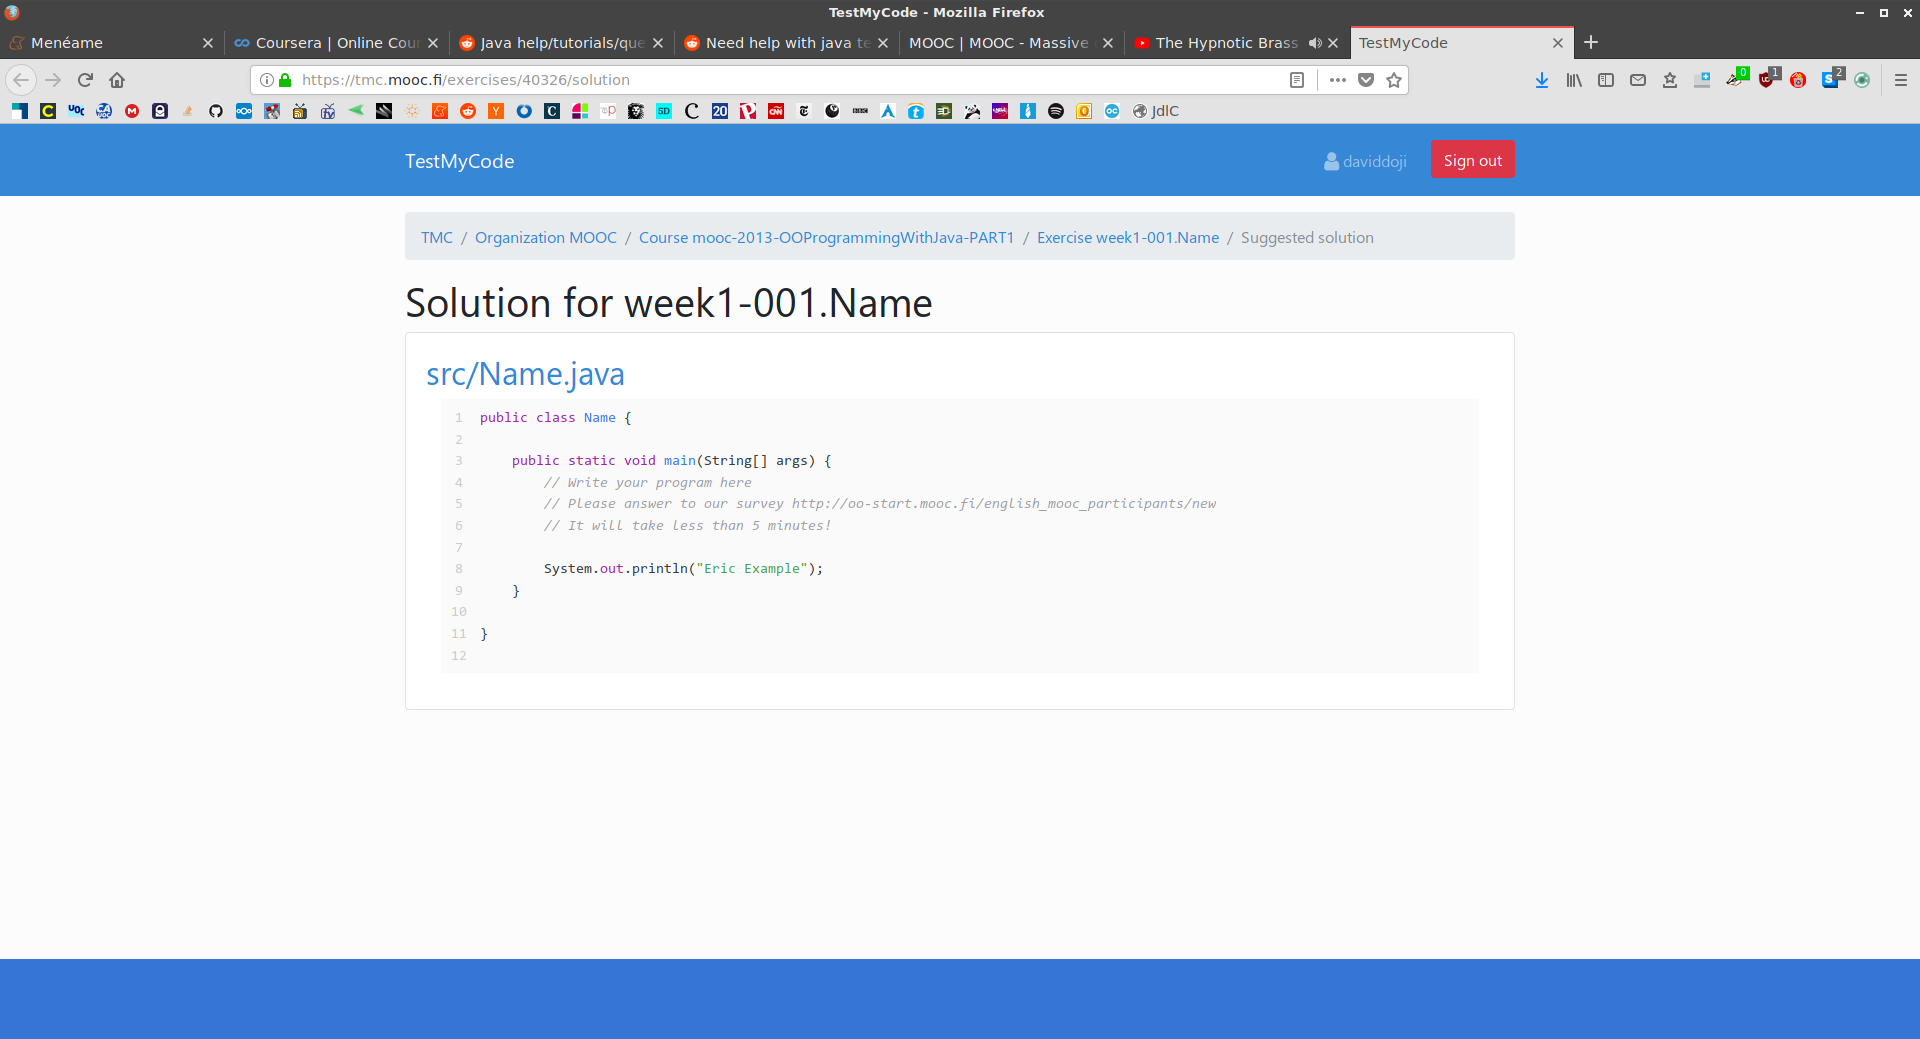 TestMyCode - Mozilla Firefox
Menéame
Coursera | Online Cou
Java help/tutorials/que
Need help with java te
MOOC | MOOC - Massive
The Hypnotic Brass
TestMyCode
https://tmc.mooc.fi/exercises/40326/solution
0
1
2
JdlC
TestMyCode
daviddoji
Sign out
TMC / Organization MOOC / Course mooc-2013-OOProgrammingWithJava-PART1 / Exercise week1-001.Name / Suggested solution
Solution for week1-001.Name
src/Name.java
1 public class Name {
2
3 public static void main(String[] args) {
4 // Write your program here
5 // Please answer to our survey http://oo-start.mooc.fi/english_mooc_participants/new
6 // It will take less than 5 minutes!
7
8 System.out.println("Eric Example");
9 }
10
11 }
12